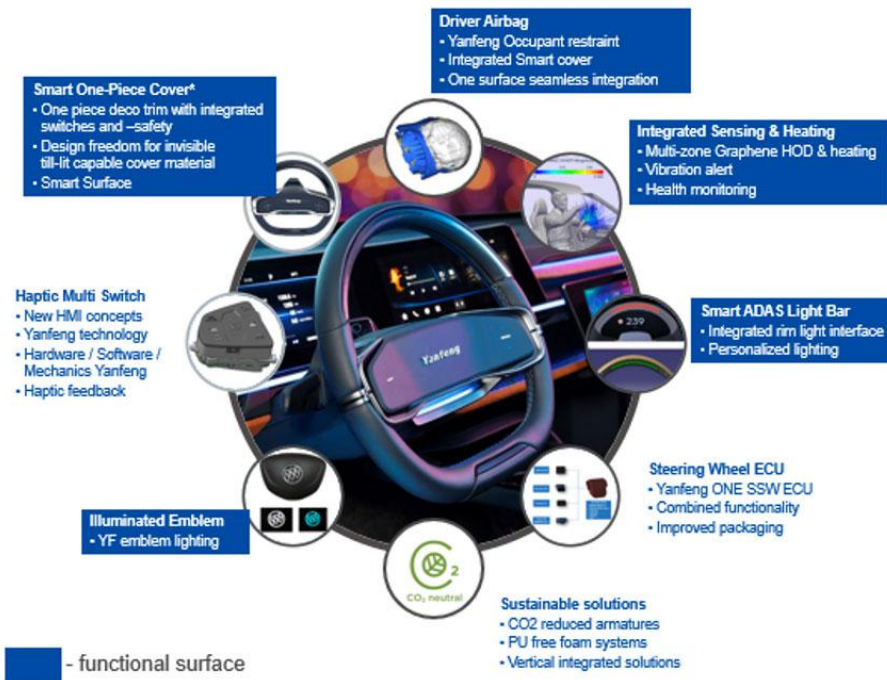 Driver Airbag
▪ Yanfeng Occupant restraint
▪ Integrated Smart cover
▪ One surface seamless integration
Smart One-Piece Cover*
▪ One piece deco trim with integrated
switches and –safety
▪ Design freedom for invisible
till-lit capable cover material
▪ Smart Surface
Integrated Sensing & Heating
▪ Multi-zone Graphene HOD & heating
▪ Vibration alert
▪ Health monitoring
Haptic Multi Switch
▪ New HMI concepts
▪ Yanfeng technology
▪ Hardware / Software /
Mechanics Yanfeng
▪ Haptic feedback
Yanfeng
239
Smart ADAS Light Bar
▪ Integrated rim light interface
▪ Personalized lighting
Steering Wheel ECU
▪ Yanfeng ONE SSW ECU
▪ Combined functionality
▪ Improved packaging
Illuminated Emblem
▪ YF emblem lighting
2
CO₂ neutral
Sustainable solutions
▪ CO2 reduced armatures
▪ PU free foam systems
▪ Vertical integrated solutions
- functional surface